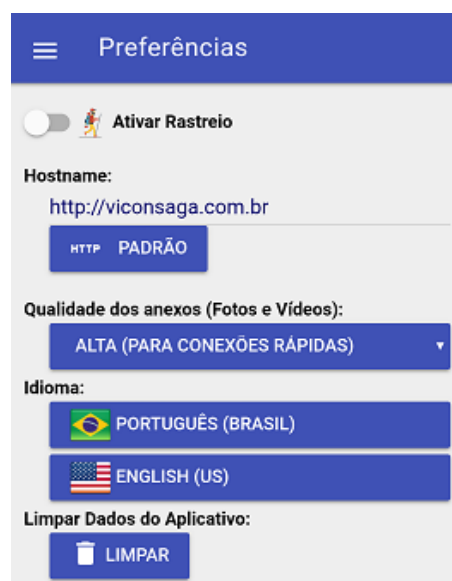 Preferências
Ativar Rastreio
Hostname:
http://viconsaga.com.br
HTTP PADRÃO
Qualidade dos anexos (Fotos e Vídeos):
ALTA (PARA CONEXÕES RÁPIDAS)
Idioma:
PORTUGUÊS (BRASIL)
ENGLISH (US)
Limpar Dados do Aplicativo:
LIMPAR